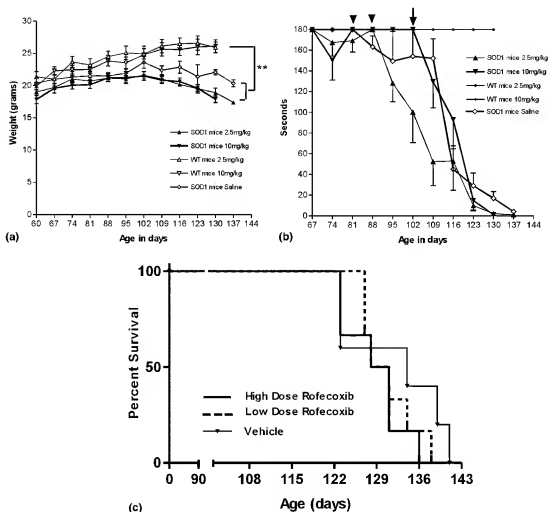 30
25
20
15
10
5
0
Weight (grams)
**
SOD1 mice 2.5mg/kg
SOD1 mice 10mg/kg
WT mice 2.5mg/kg
WT mice 10mg/kg
SOD1 mice Saline
60 67 74 81 88 95 102 109 116 123 130 137 144
(a) Age in days
180
160
140
120
100
80
60
40
20
0
Seconds
SOD1 mice 2.5mg/kg
SOD1 mice 10mg/kg
WT mice 2.5mg/kg
WT mice 10mg/kg
SOD1 mice Saline
67 74 81 88 95 102 109 116 123 130 137 144
(b) Age in days
100
50
0
Percent Survival
High Dose Rofecoxib
Low Dose Rofecoxib
Vehicle
0 90 108 115 122 129 136 143
(c) Age (days)